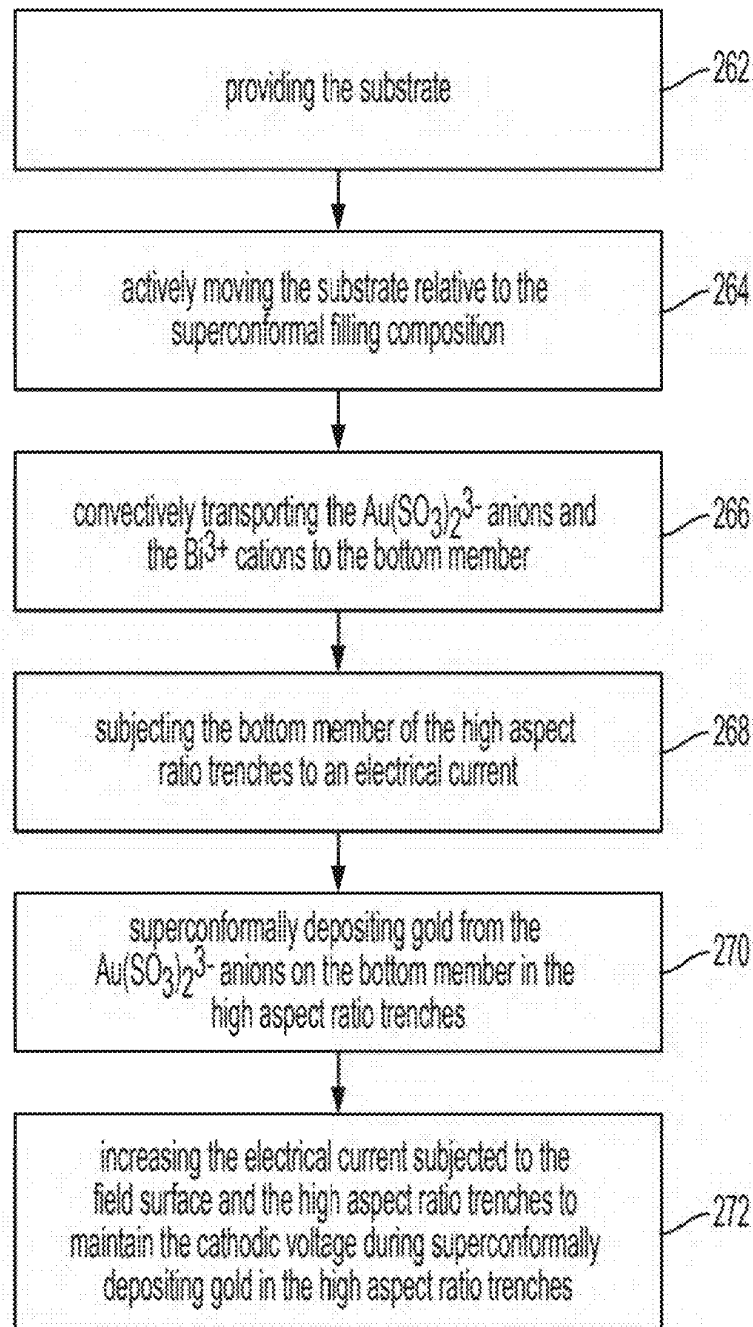 providing the substrate
262
actively moving the substrate relative to the
superconformal filling composition
264
convectively transporting the Au(SO₃)₂³⁻ anions and
the Bi³⁺ cations to the bottom member
266
subjecting the bottom member of the high aspect
ratio trenches to an electrical current
268
superconformally depositing gold from the
Au(SO₃)₂³⁻ anions on the bottom member in the
high aspect ratio trenches
270
increasing the electrical current subjected to the
field surface and the high aspect ratio trenches to
maintain the cathodic voltage during superconformally
depositing gold in the high aspect ratio trenches
272